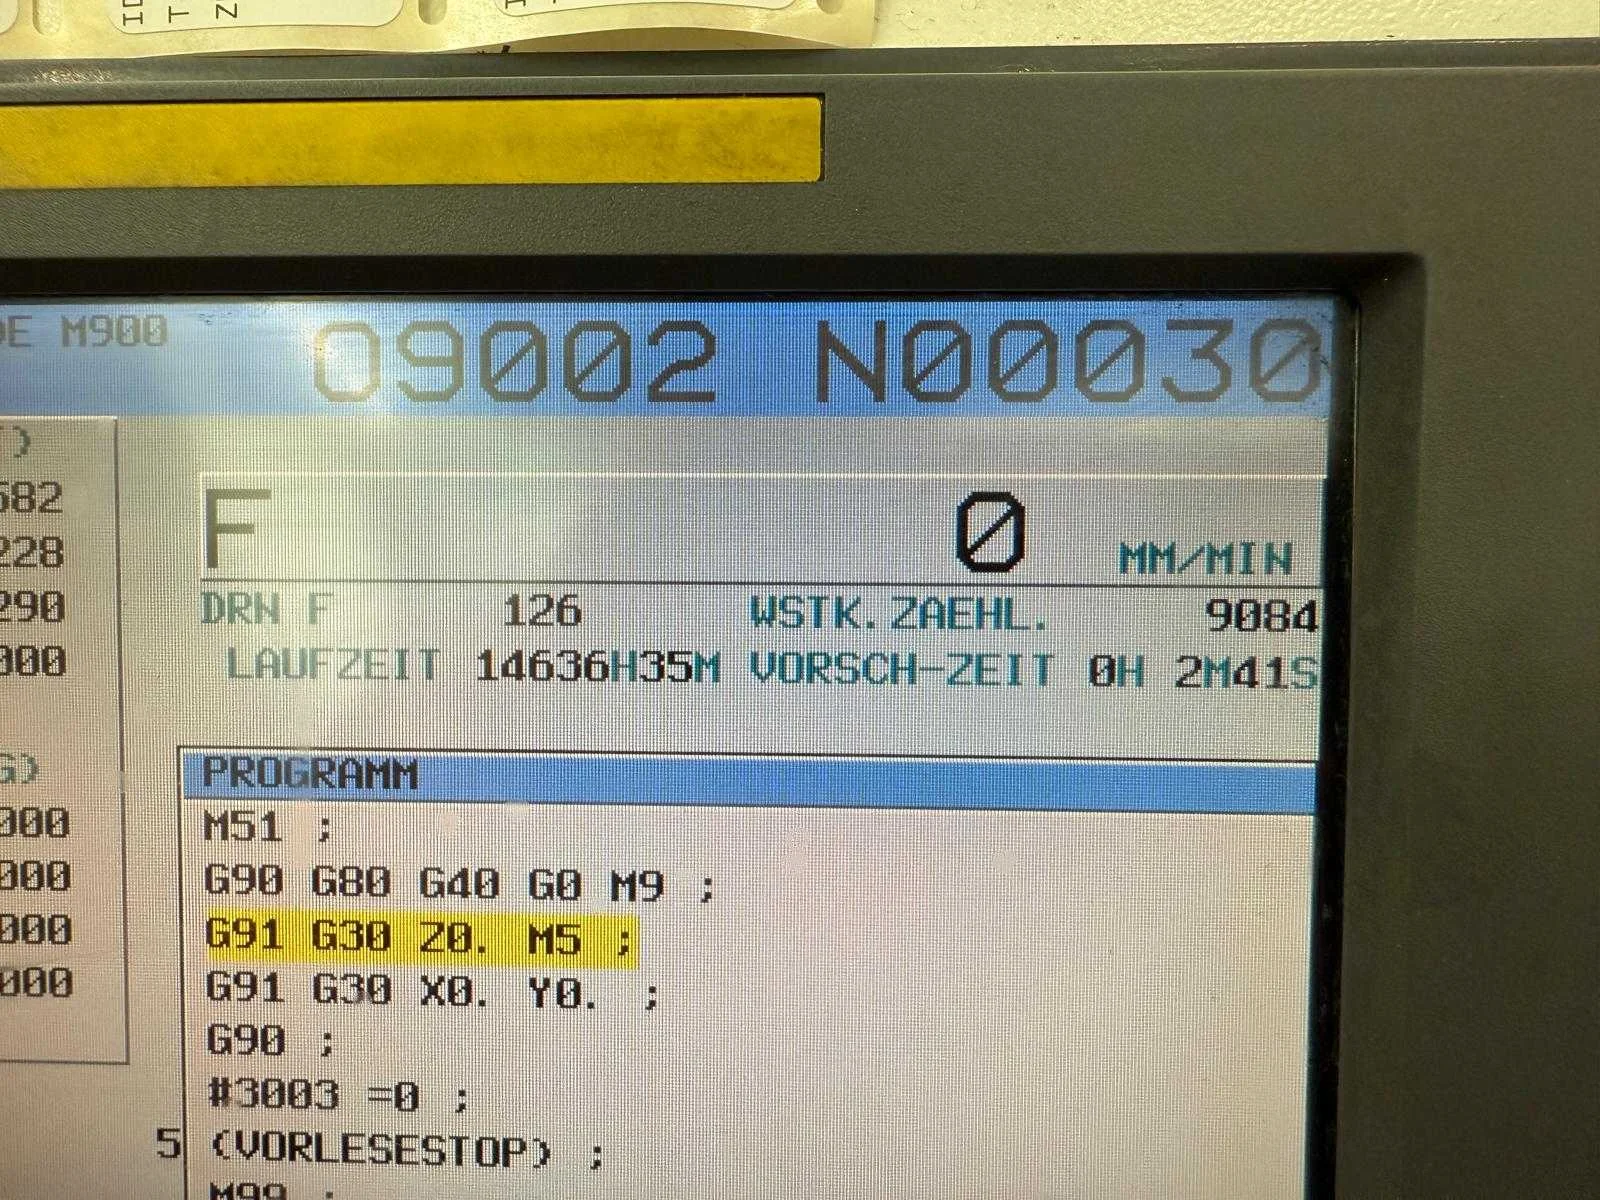 M900 O9002 N00030
F 0 MM/MIN
DRN F 126 WSTK.ZAEHL. 9084
LAUFZEIT 14636H35M VORSCH-ZEIT 0H 2M41S
682
228
290
000
PROGRAMM
M51 ;
G90 G80 G40 G0 M9 ;
G91 G30 Z0. M5 ;
G91 G30 X0. Y0. ;
G90 ;
#3003 =0 ;
5 (VORLESESTOP) ;
M99 ;
G)
000
000
000
000